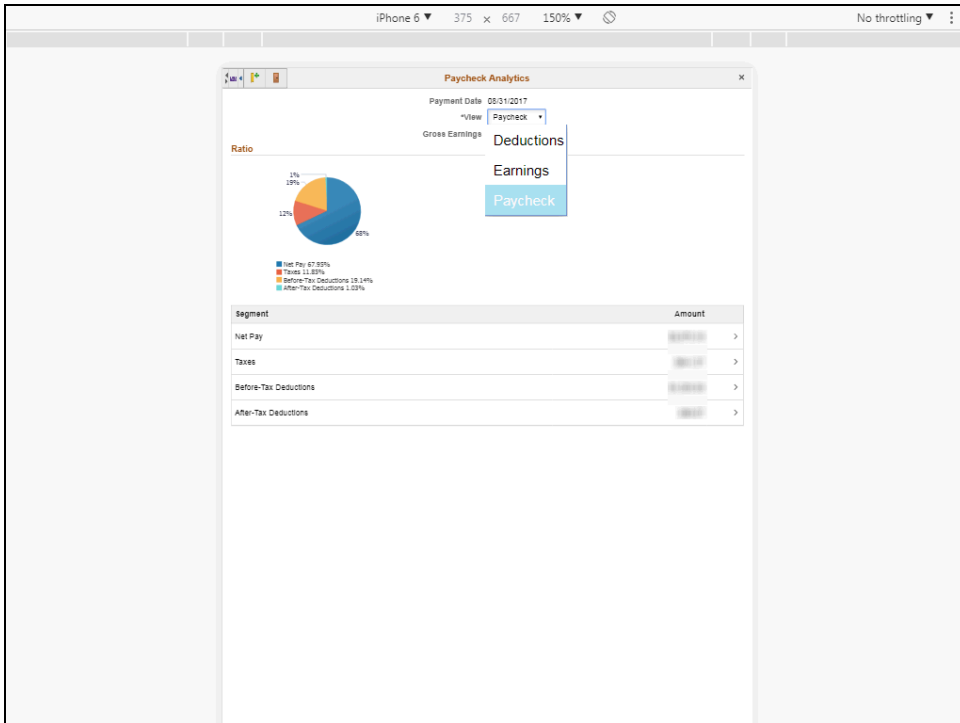 iPhone 6 ▼ 375 × 667 150% ▼ No throttling ▼
Paycheck Analytics ×
Payment Date 08/31/2017
*View Paycheck
Gross Earnings
Deductions
Earnings
Paycheck
Ratio
1%
19%
12%
68%
Net Pay 67.99%
Taxes 11.83%
Before-Tax Deductions 19.14%
After-Tax Deductions 1.03%
Segment Amount
Net Pay
Taxes
Before-Tax Deductions
After-Tax Deductions